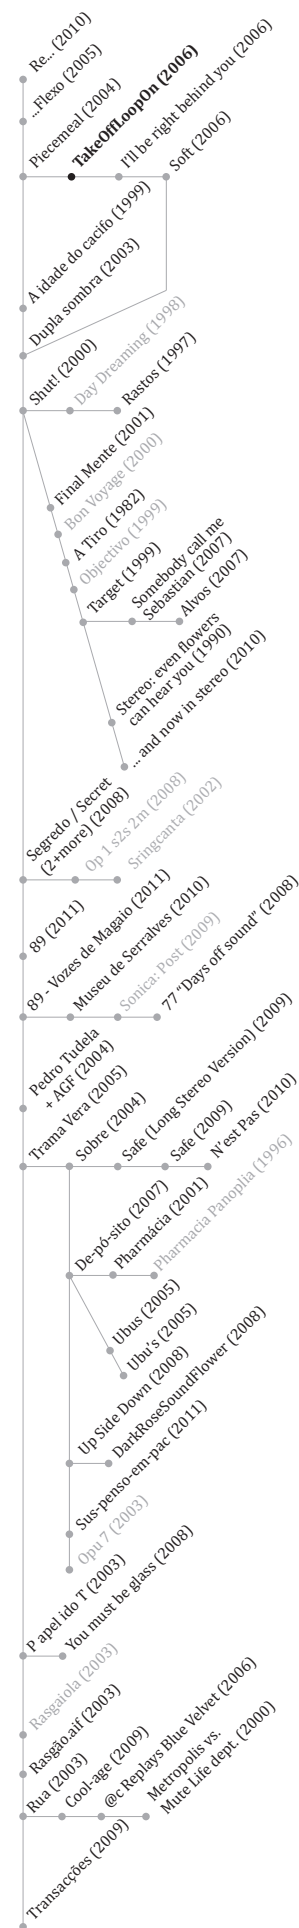 Re... (2010)
...Flexo (2005)
Piecemeal (2004)
TakeOffLoopOn (2006)
I'll be right behind you (2006)
Soft (2006)
A idade do cacifo (1999)
Dupla sombra (2003)
Shut! (2000)
Day Dreaming (1998)
Rastos (1997)
Final Mente (2001)
Bon Voyage (2000)
A Tiro (1982)
Objectivo (1999)
Target (1999)
Somebody call me
Sebastian (2007)
Alvos (2007)
Stereo: even flowers
can hear you (1990)
... and now in stereo (2010)
Segredo / Secret
(2+more) (2008)
Op 1 s2s 2m (2008)
Sringcanta (2002)
89 (2011)
89 - Vozes de Magaio (2011)
Museu de Serralves (2010)
Sonica: Post (2009)
77 "Days off sound" (2008)
Pedro Tudela
+ AGF (2004)
Trama Vera (2005)
Sobre (2004)
Safe (Long Stereo Version) (2009)
Safe (2009)
N'est Pas (2010)
De-pó-sito (2007)
Pharmácia (2001)
Pharmacia Panoplia (1996)
Ubus (2005)
Ubu's (2005)
Up Side Down (2008)
DarkRoseSoundFlower (2008)
Sus-penso-em-pac (2011)
Opu 7 (2003)
P apel ido T (2003)
You must be glass (2008)
Rasgaiola (2003)
Rasgão.aif (2003)
Rua (2003)
Cool-age (2009)
@c Replays Blue Velvet (2006)
Metropolis vs.
Mute Life dept. (2000)
Transacções (2009)